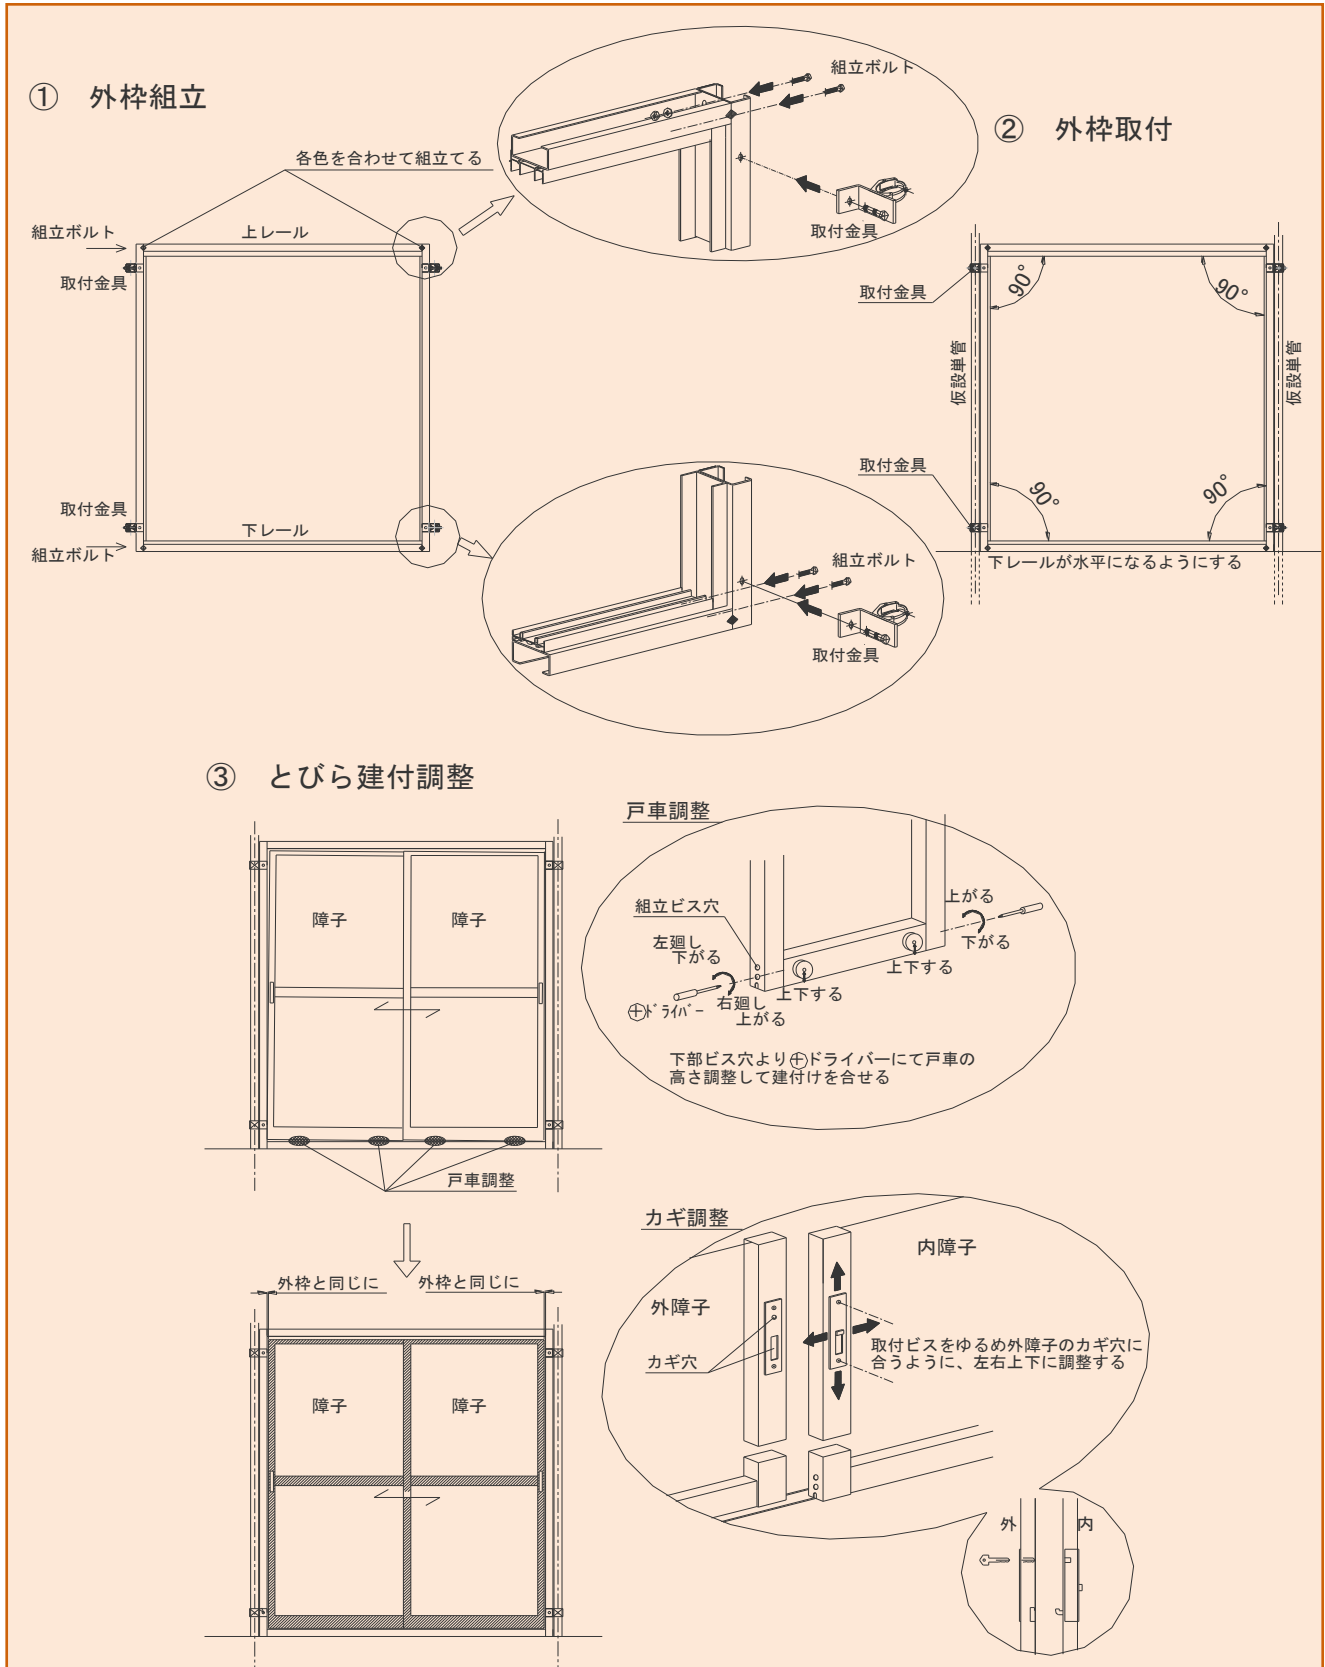 ① 外枠組立
各色を合わせて組立てる
組立ボルト
上レール
取付金具
取付金具
下レール
組立ボルト
組立ボルト
取付金具
組立ボルト
取付金具
② 外枠取付
取付金具
90°
90°
仮設単管
仮設単管
取付金具
90°
90°
下レールが水平になるようにする
③ とびら建付調整
障子
障子
戸車調整
戸車調整
組立ビス穴
左廻し
下がる
上がる
下がる
上下する
上下する
右廻し
上がる
⊕ドライバー
下部ビス穴より⊕ドライバーにて戸車の
高さ調整して建付けを合せる
外枠と同じに
外枠と同じに
障子
障子
カギ調整
内障子
外障子
カギ穴
取付ビスをゆるめ外障子のカギ穴に
合うように、左右上下に調整する
外
内